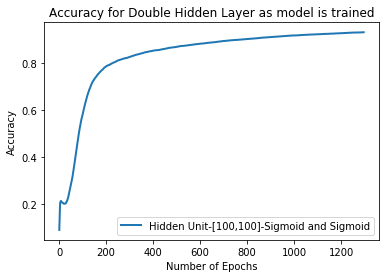 Accuracy for Double Hidden Layer as model is trained
Accuracy
0.8
0.6
0.4
0.2
Hidden Unit-[100,100]-Sigmoid and Sigmoid
0 200 400 600 800 1000 1200
Number of Epochs